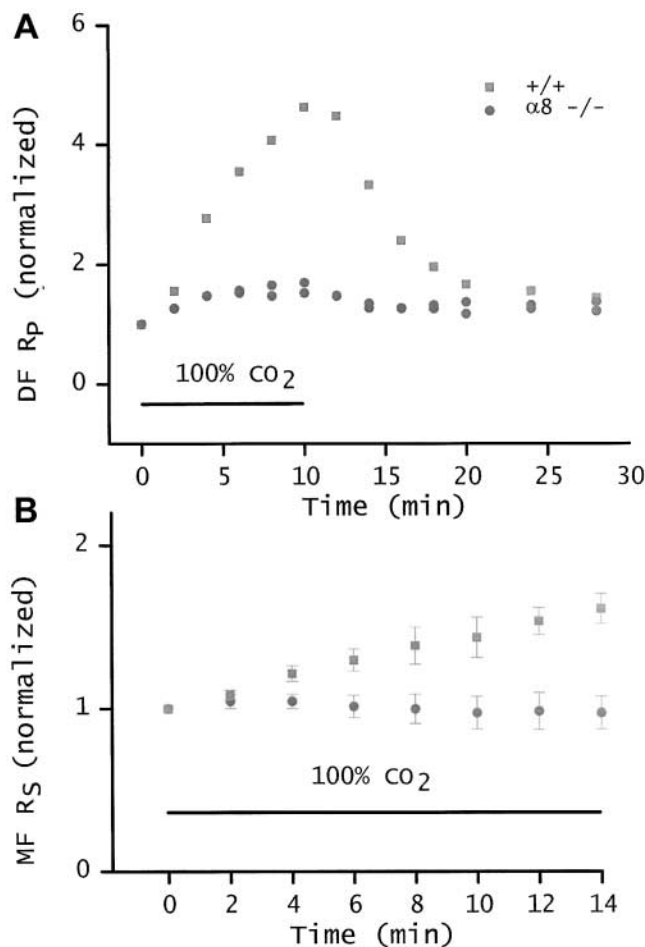 A
6
+/+
α8 -/-
4
2
0
DF RP (normalized)
100% CO2
0 5 10 15 20 25 30
Time (min)
B
2
1
0
MF RS (normalized)
100% CO2
0 2 4 6 8 10 12 14
Time (min)